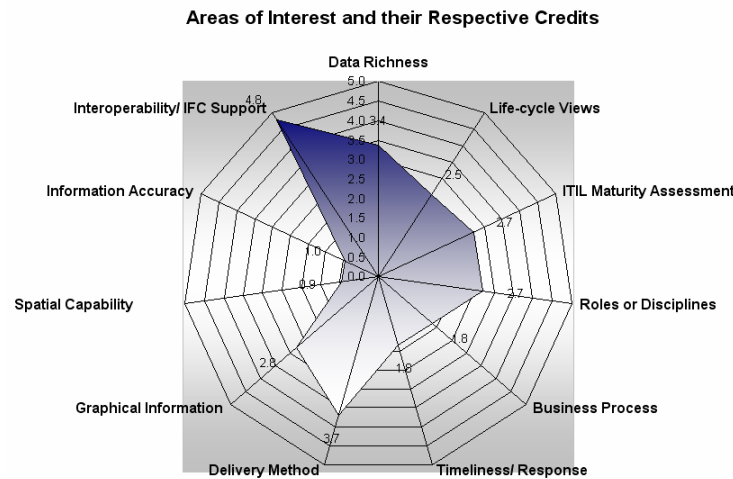 Areas of Interest and their Respective Credits
Data Richness
5.0
4.8
4.5
Interoperability/ IFC Support
Life-cycle Views
4.0
3.4
3.5
3.0
2.5
2.5
Information Accuracy
ITIL Maturity Assessment
2.0
1.5
2.7
1.0
1.0
0.5
0.0
0.9
2.7
Spatial Capability
Roles or Disciplines
1.8
2.8
1.8
Graphical Information
Business Process
3.7
Delivery Method
Timeliness/ Response